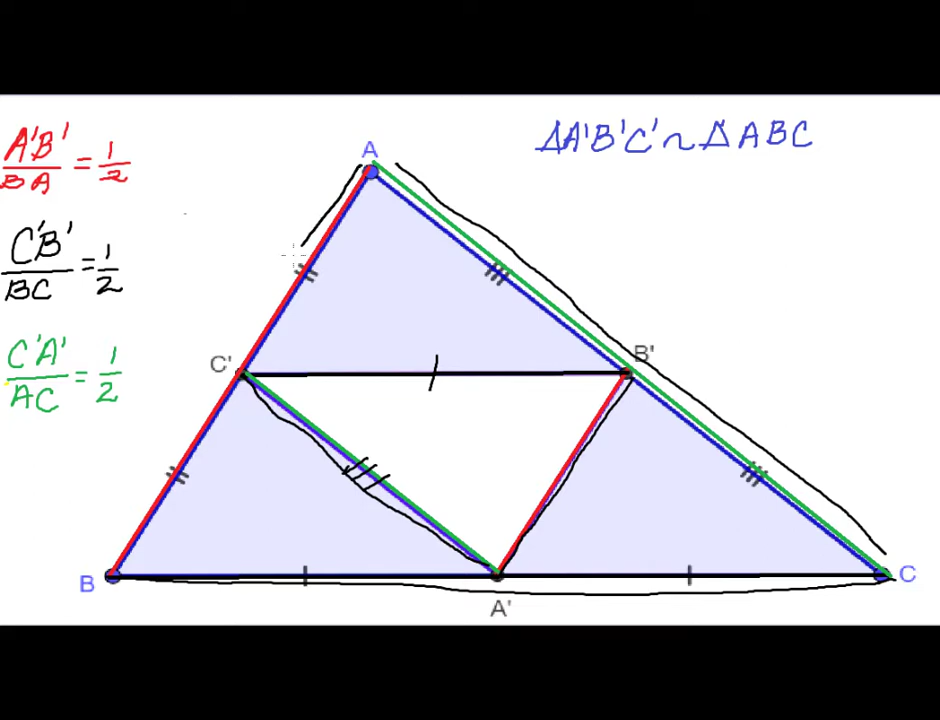 ΔA'B'C' ~ ΔABC
A'B'/BA = 1/2
C'B'/BC = 1/2
C'A'/AC = 1/2
A
C'
B'
B
A'
C